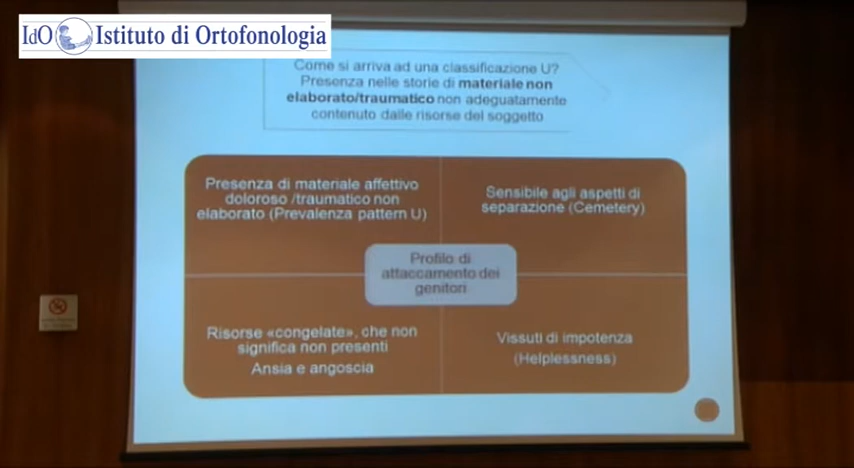 IdO Istituto di Ortofonologia
Come si arriva ad una classificazione U?
Presenza nelle storie di materiale non
elaborato/traumatico non adeguatamente
contenuto dalle risorse del soggetto
Presenza di materiale affettivo
doloroso /traumatico non
elaborato (Prevalenza pattern U)
Sensibile agli aspetti di
separazione (Cemetery)
Profilo di
attaccamento dei
genitori
Risorse «congelate», che non
significa non presenti
Ansia e angoscia
Vissuti di impotenza
(Helplessness)